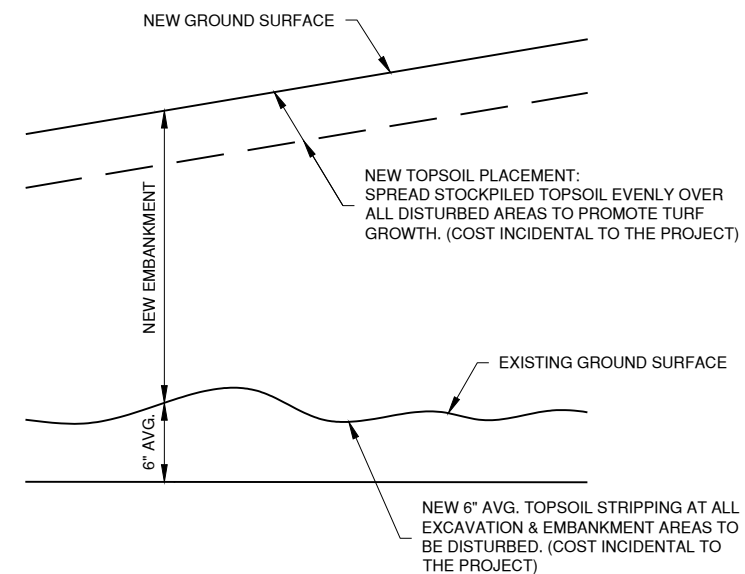 NEW GROUND SURFACE
NEW TOPSOIL PLACEMENT:
SPREAD STOCKPILED TOPSOIL EVENLY OVER
ALL DISTURBED AREAS TO PROMOTE TURF
GROWTH. (COST INCIDENTAL TO THE PROJECT)
NEW EMBANKMENT
EXISTING GROUND SURFACE
6" AVG.
NEW 6" AVG. TOPSOIL STRIPPING AT ALL
EXCAVATION & EMBANKMENT AREAS TO
BE DISTURBED. (COST INCIDENTAL TO
THE PROJECT)